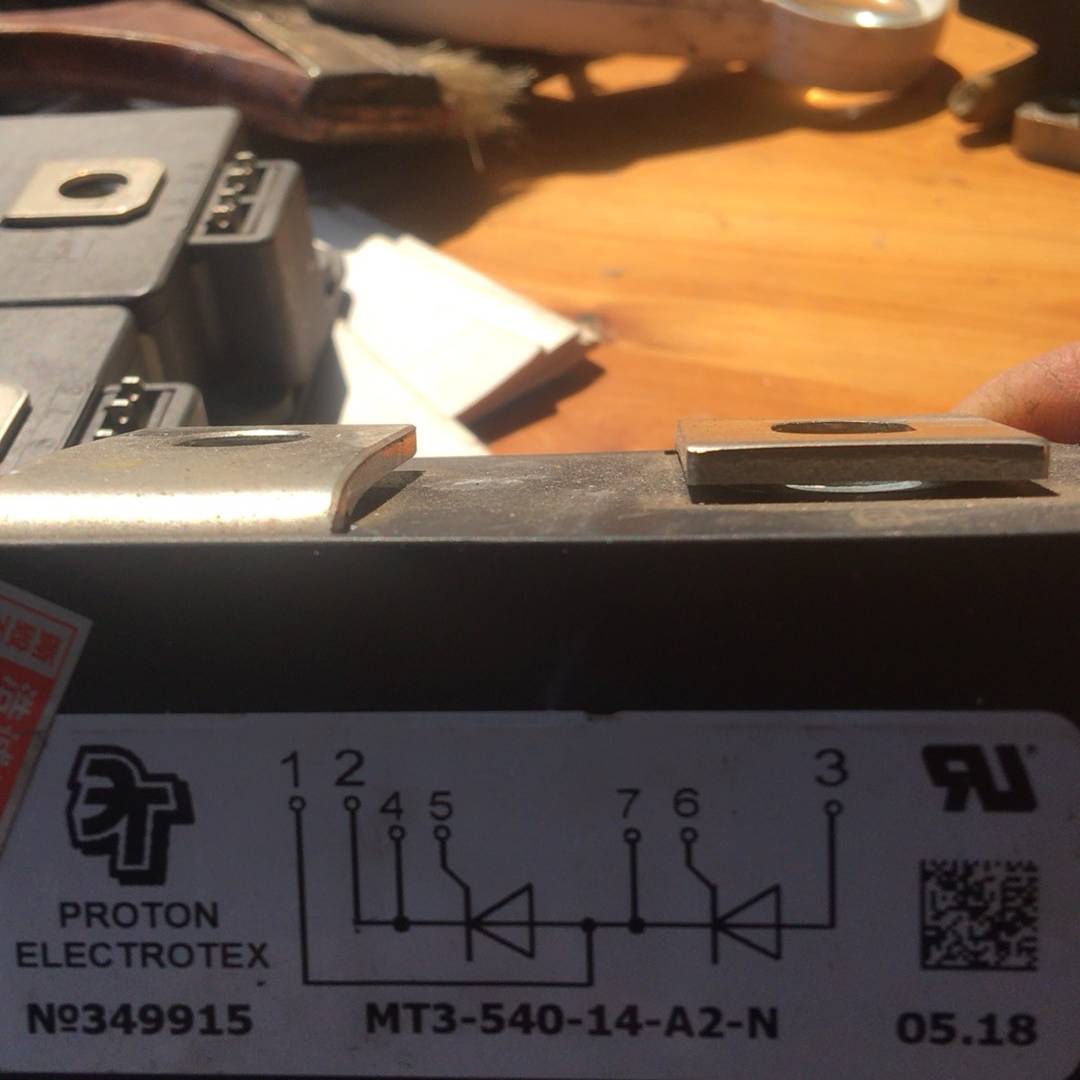 1 2 3
4 5 7 6
PROTON
ELECTROTEX
№349915
MT3-540-14-A2-N
05.18